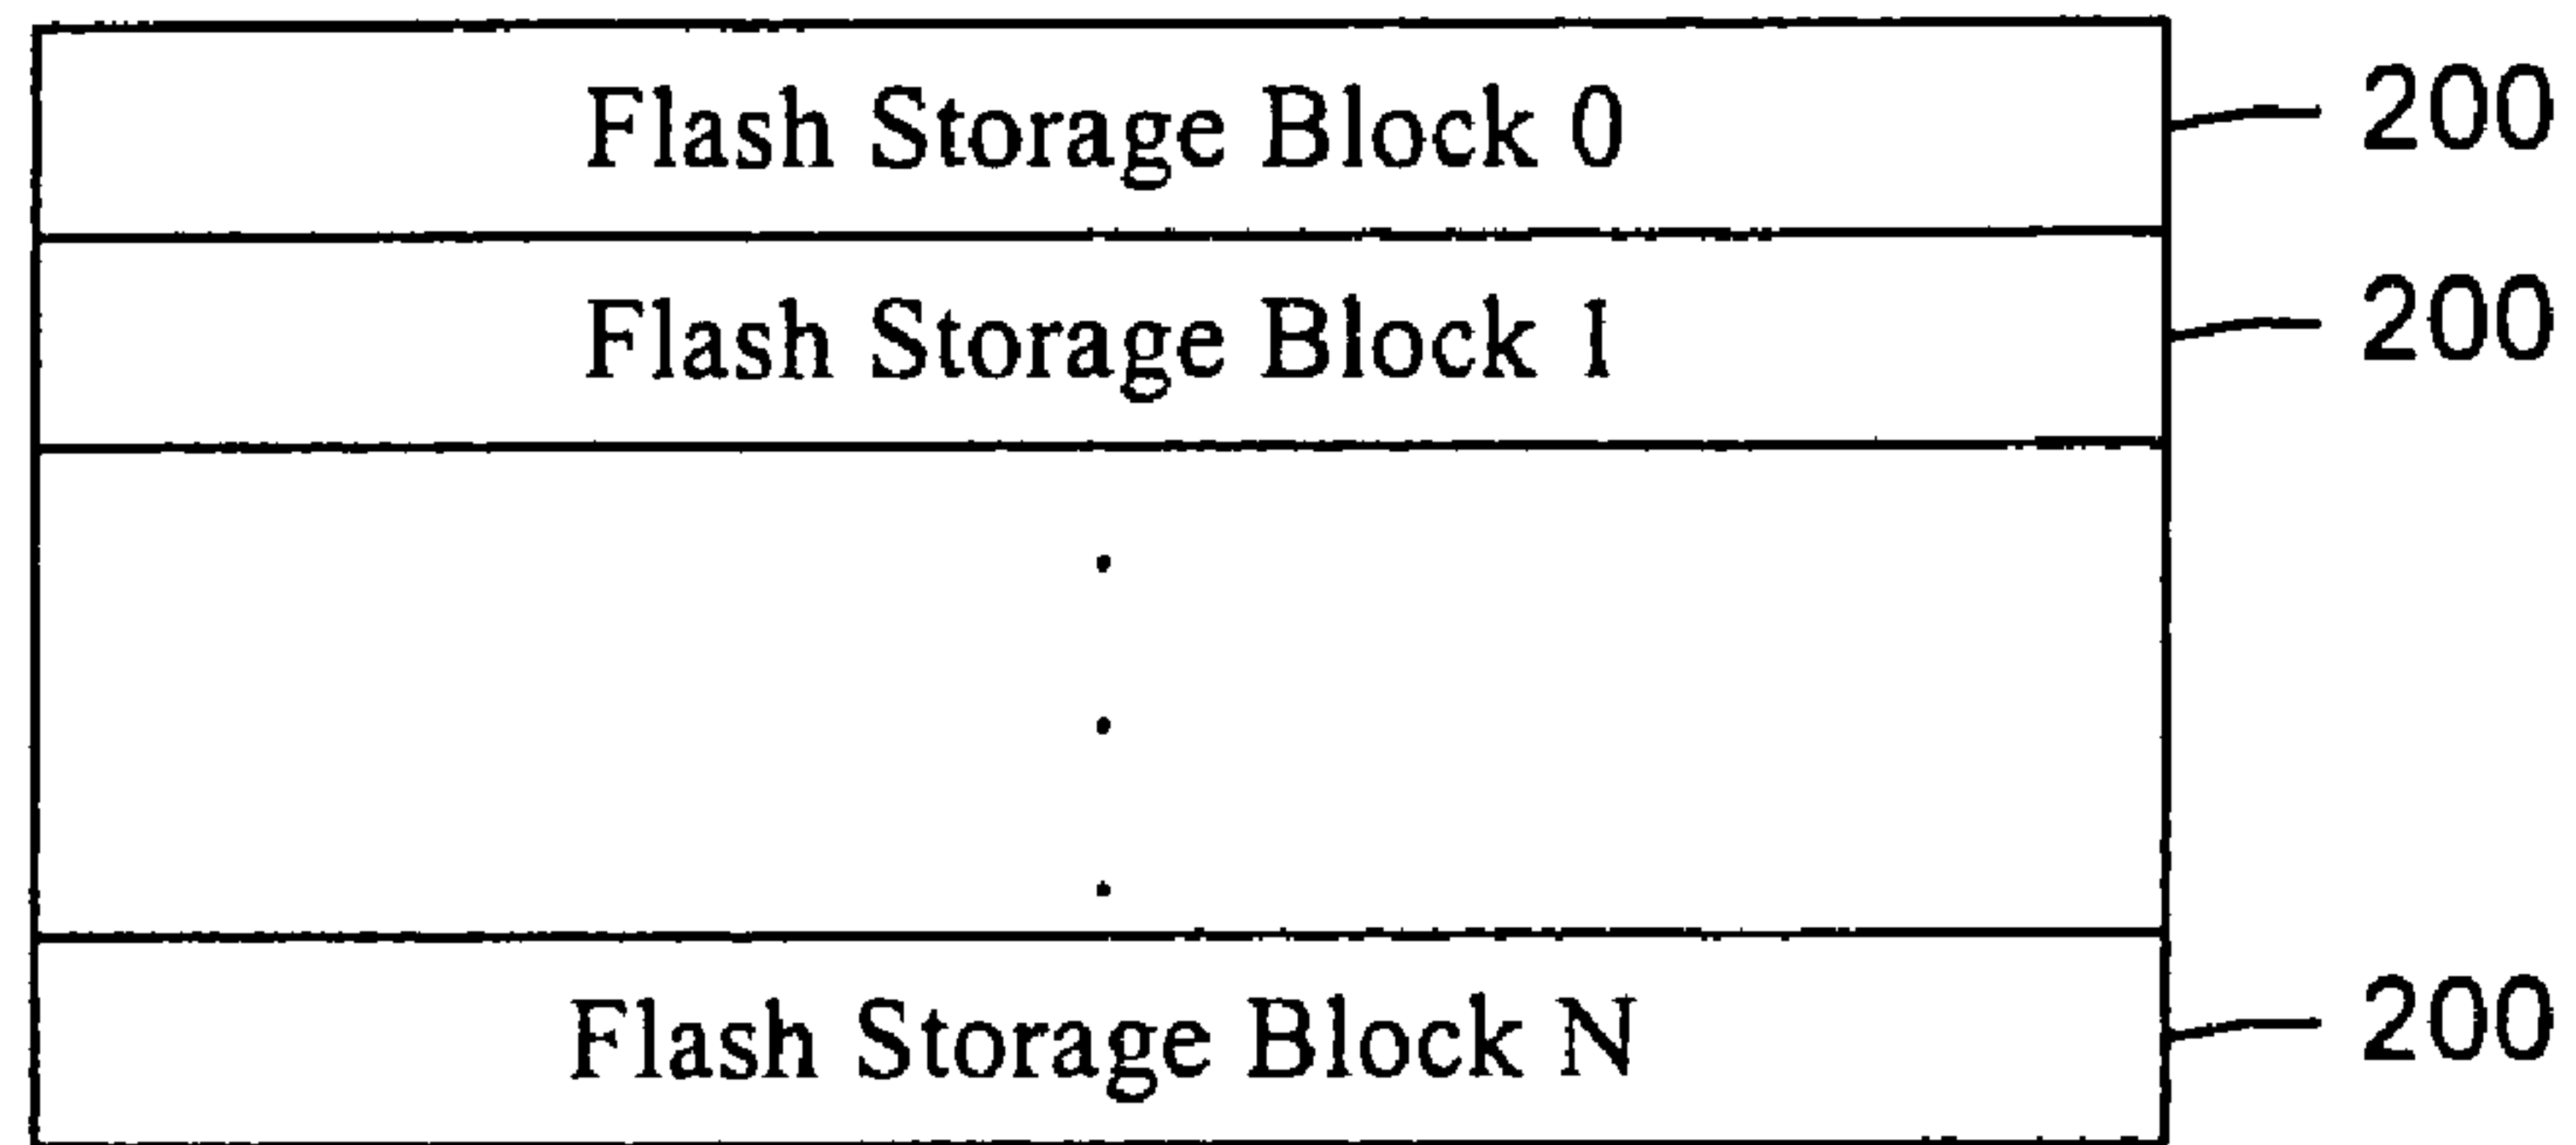 Flash Storage Block 0 200
Flash Storage Block 1 200
.
.
.
Flash Storage Block N 200